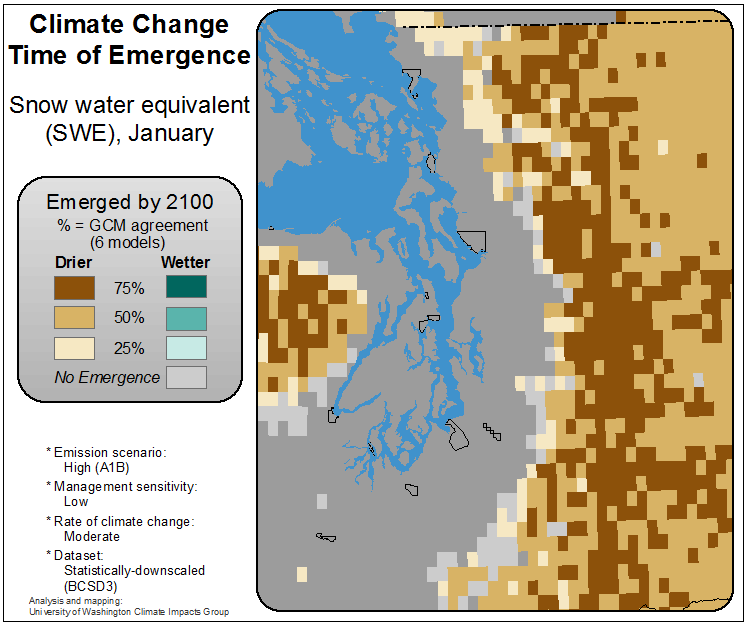 Climate Change
Time of Emergence
Snow water equivalent
(SWE), January
Emerged by 2100
% = GCM agreement
(6 models)
Drier Wetter
75%
50%
25%
No Emergence
* Emission scenario:
High (A1B)
* Management sensitivity:
Low
* Rate of climate change:
Moderate
* Dataset:
Statistically-downscaled
(BCSD3)
Analysis and mapping:
University of Washington Climate Impacts Group